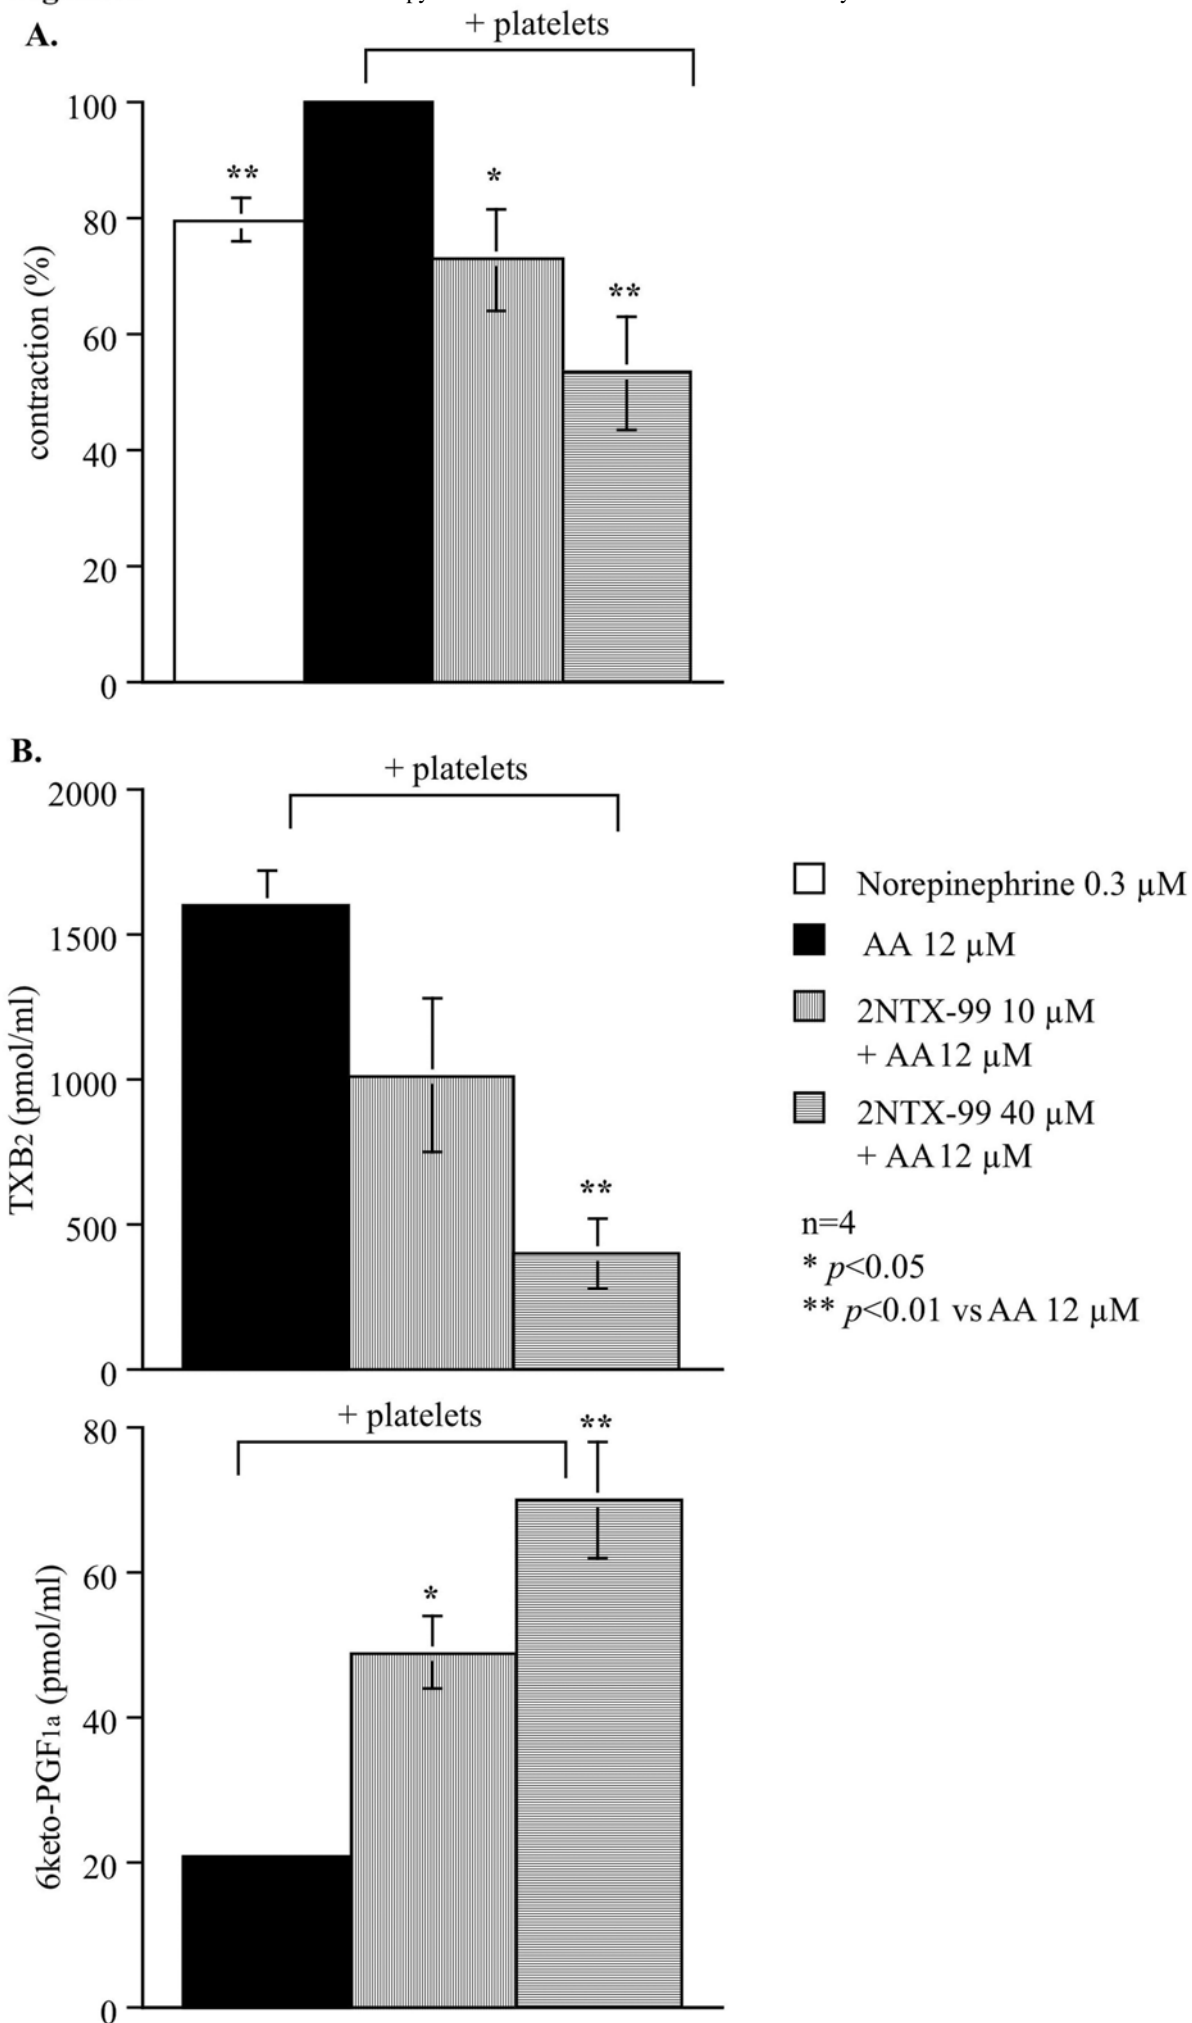 A.
+ platelets
100
80
60
40
20
0
contraction (%)
**
*
**
B.
+ platelets
2000
1500
1000
500
0
TXB2 (pmol/ml)
**
Norepinephrine 0.3 µM
AA 12 µM
2NTX-99 10 µM
+ AA 12 µM
2NTX-99 40 µM
+ AA 12 µM
n=4
* p<0.05
** p<0.01 vs AA 12 µM
+ platelets
80
60
40
20
0
6keto-PGF1a (pmol/ml)
*
**